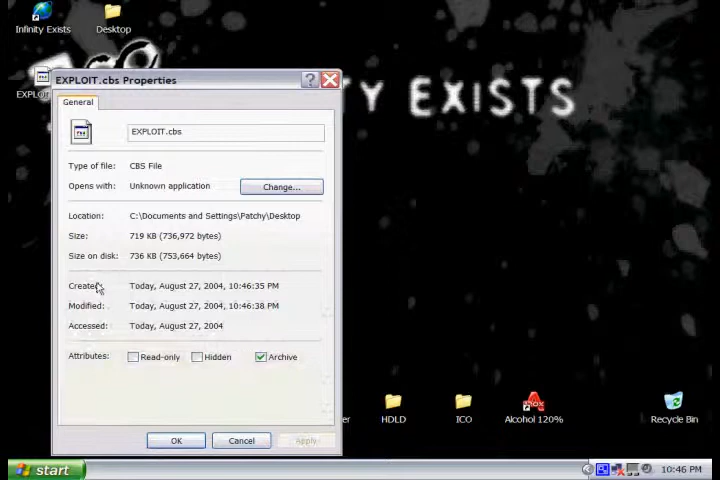 Infinity Exists
Desktop
EXPLOIT.cbs Properties
Y EXISTS
EXPLOI
General
EXPLOIT.cbs
Type of file: CBS File
Opens with: Unknown application
Change...
Location: C:\Documents and Settings\Patchy\Desktop
Size: 719 KB (736,972 bytes)
Size on disk: 736 KB (753,664 bytes)
Created: Today, August 27, 2004, 10:46:35 PM
Modified: Today, August 27, 2004, 10:46:38 PM
Accessed: Today, August 27, 2004
Attributes: Read-only Hidden Archive
er HDLD ICO Alcohol 120% Recycle Bin
OK Cancel Apply
start 10:46 PM